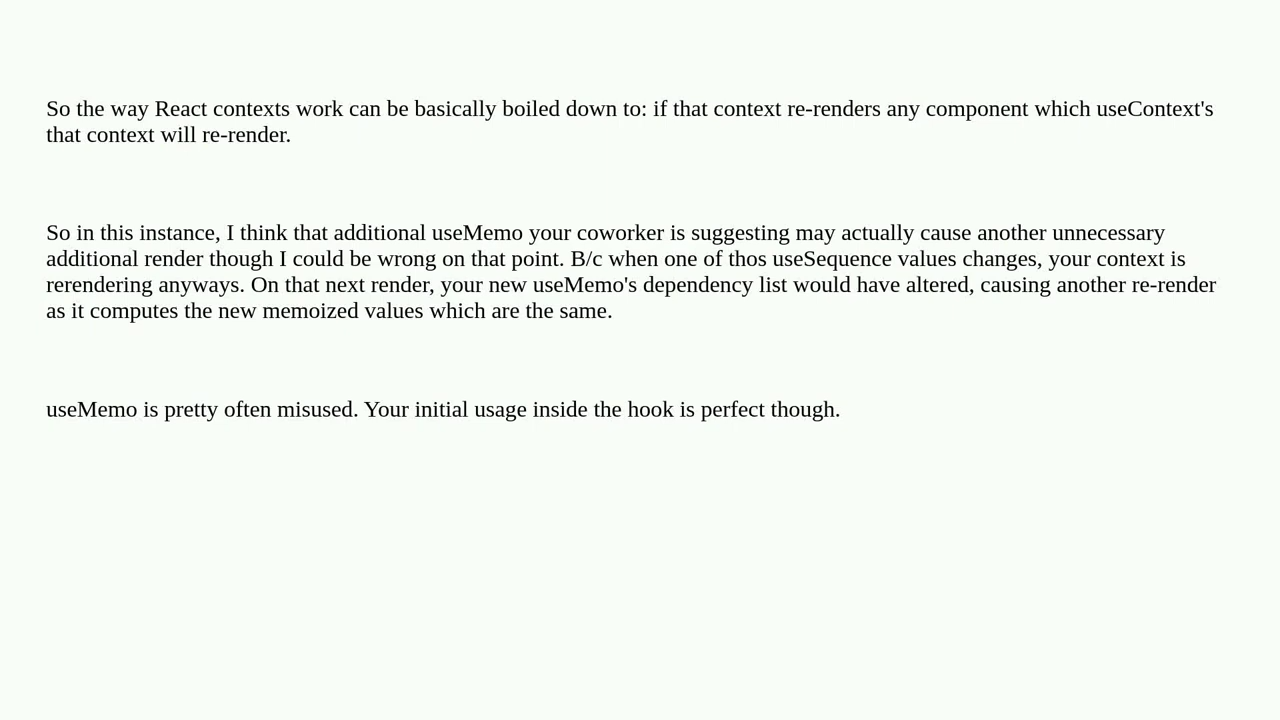 So the way React contexts work can be basically boiled down to: if that context re-renders any component which useContext's
that context will re-render.
So in this instance, I think that additional useMemo your coworker is suggesting may actually cause another unnecessary
additional render though I could be wrong on that point. B/c when one of thos useSequence values changes, your context is
rerendering anyways. On that next render, your new useMemo's dependency list would have altered, causing another re-render
as it computes the new memoized values which are the same.
useMemo is pretty often misused. Your initial usage inside the hook is perfect though.